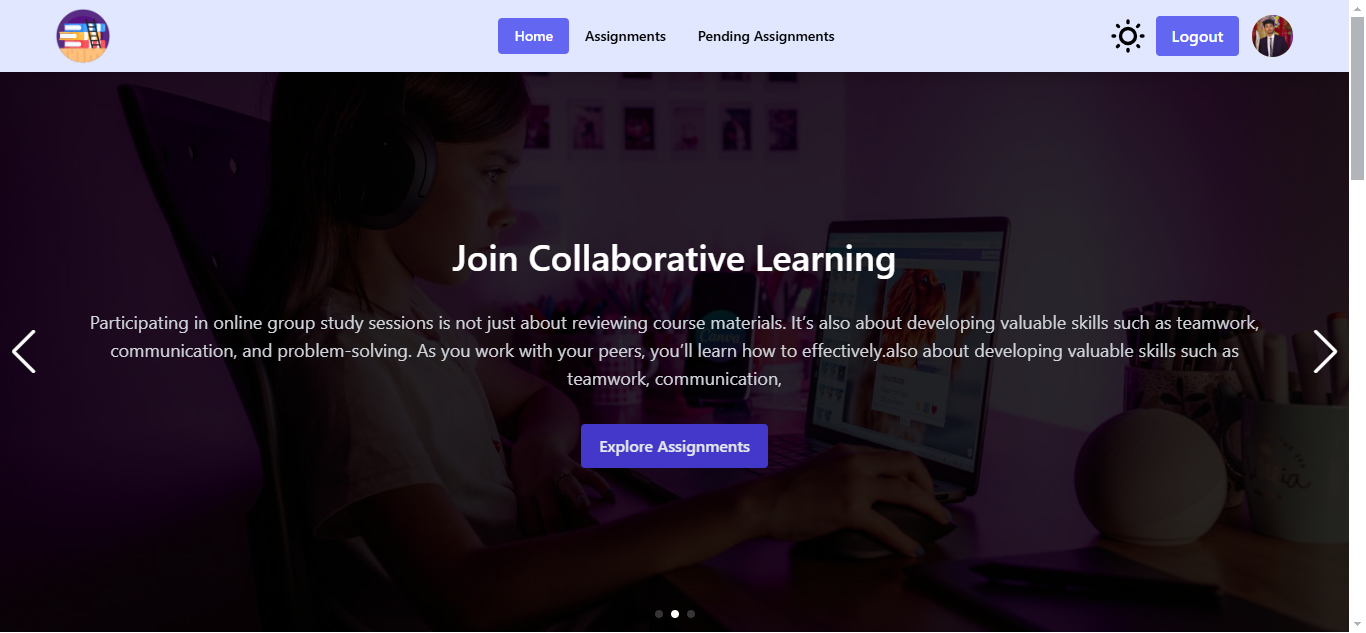 Home Assignments Pending Assignments Logout
Join Collaborative Learning
Participating in online group study sessions is not just about reviewing course materials. It’s also about developing valuable skills such as teamwork,
communication, and problem-solving. As you work with your peers, you’ll learn how to effectively.also about developing valuable skills such as
teamwork, communication,
Explore Assignments